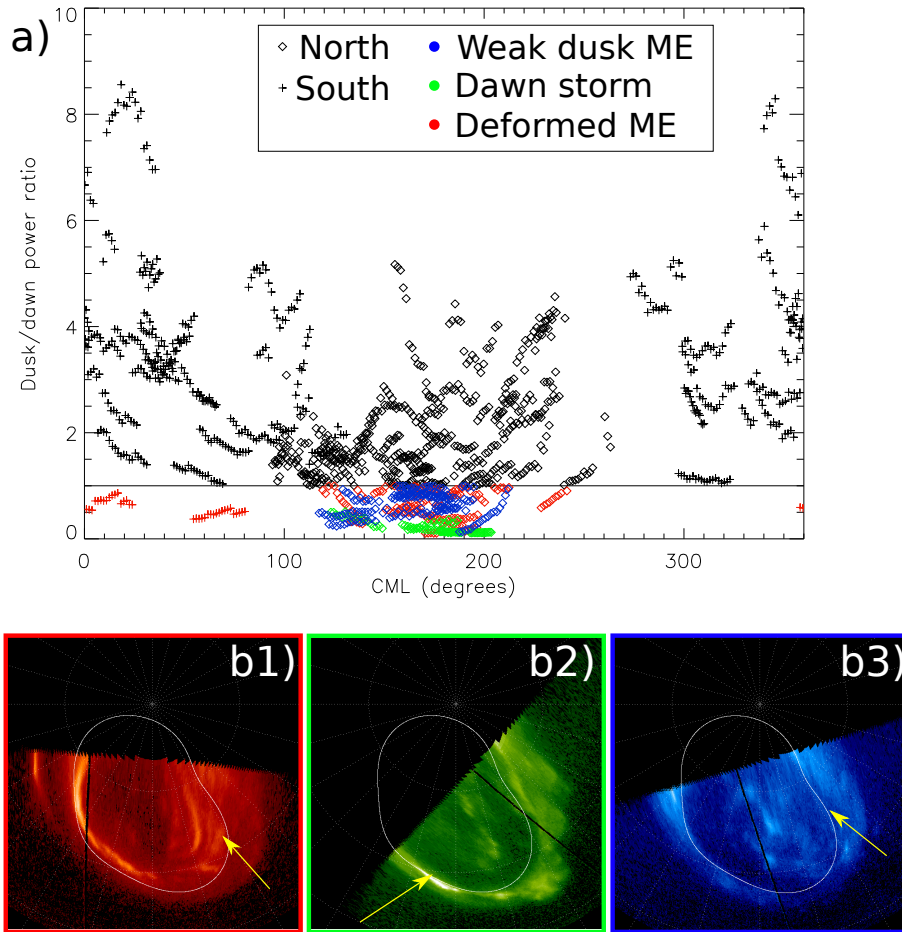 a)
10
8
6
4
2
0
Dusk/dawn power ratio
North
South
Weak dusk ME
Dawn storm
Deformed ME
0 100 200 300
CML (degrees)
b1)
b2)
b3)